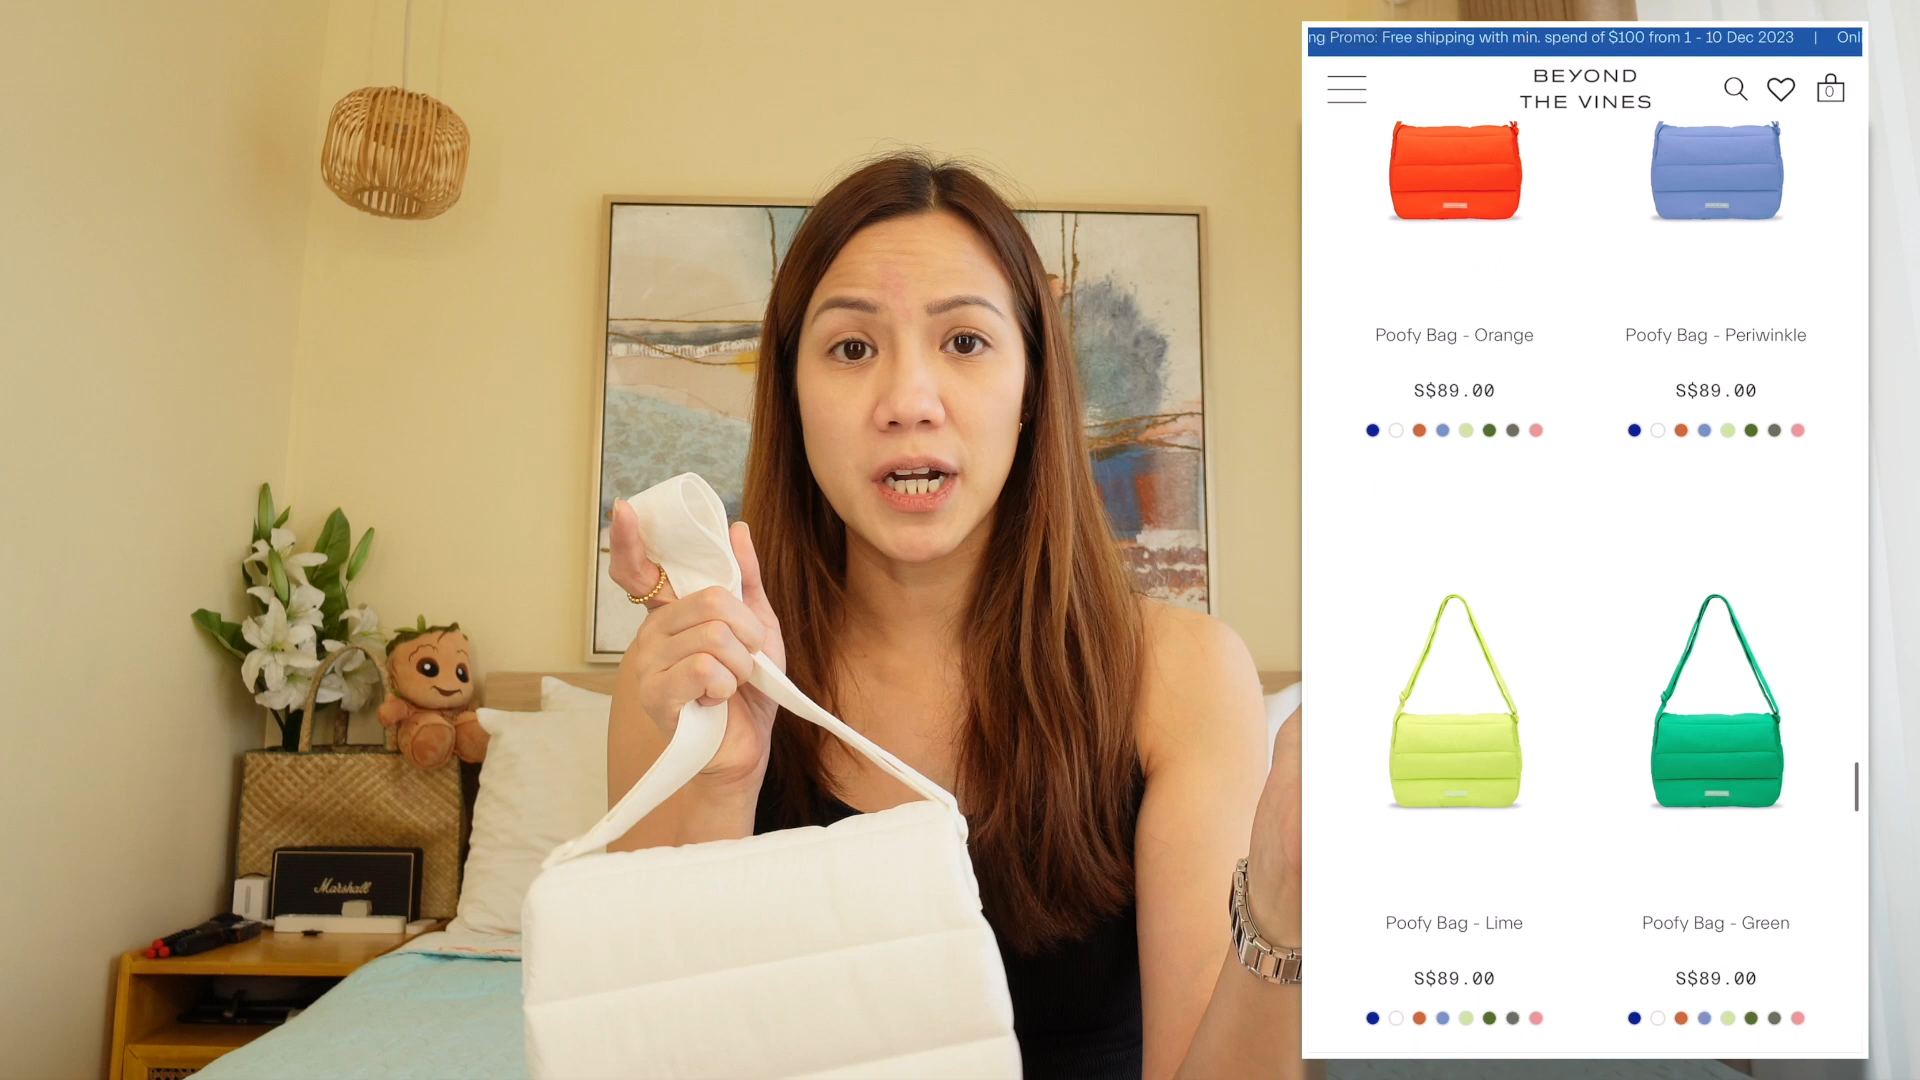 Marshall
ng Promo: Free shipping with min. spend of $100 from 1 - 10 Dec 2023 | Onl
BEYOND
THE VINES
0
Poofy Bag - Orange
Poofy Bag - Periwinkle
S$89.00
S$89.00
Poofy Bag - Lime
Poofy Bag - Green
S$89.00
S$89.00